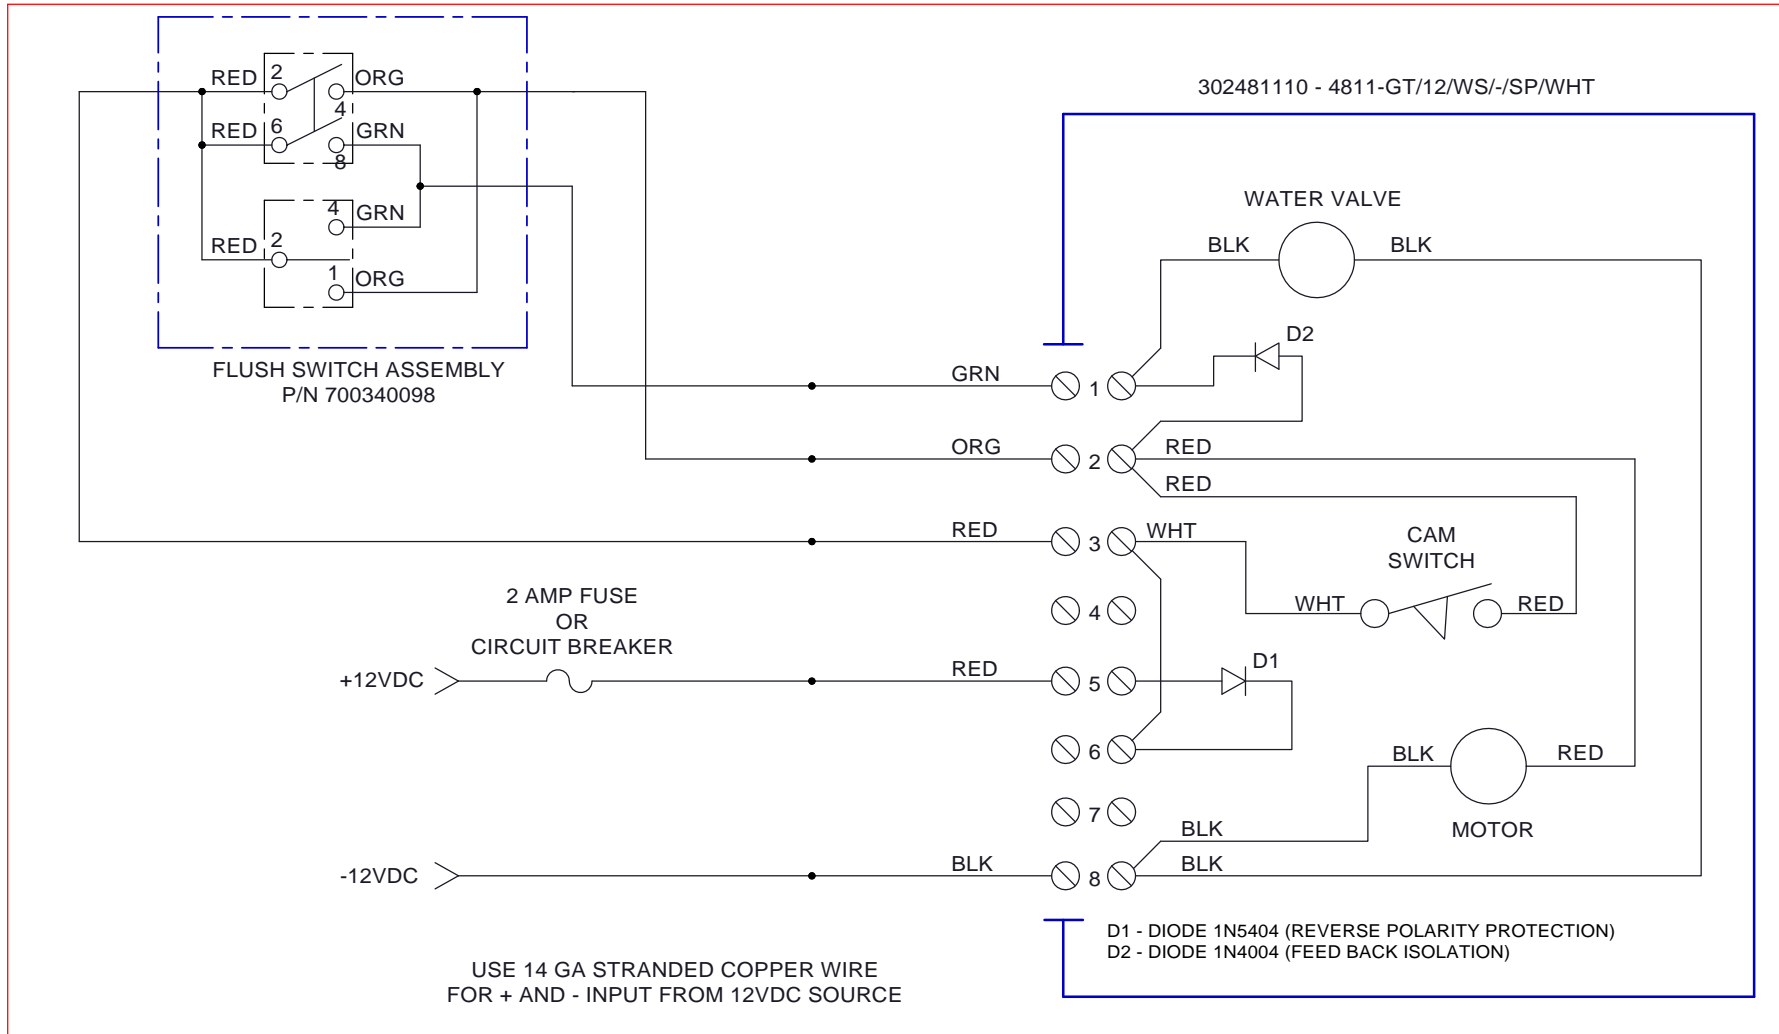 RED 2 ORG
4
RED 6 GRN
8
4 GRN
RED 2
1 ORG
FLUSH SWITCH ASSEMBLY
P/N 700340098
302481110 - 4811-GT/12/WS/-/SP/WHT
WATER VALVE
BLK BLK
D2
GRN 1
ORG 2 RED
RED
RED 3 WHT
CAM
SWITCH
WHT RED
4
2 AMP FUSE
OR
CIRCUIT BREAKER
+12VDC RED 5 D1
6
BLK RED
MOTOR
7
BLK
-12VDC BLK 8 BLK
D1 - DIODE 1N5404 (REVERSE POLARITY PROTECTION)
D2 - DIODE 1N4004 (FEED BACK ISOLATION)
USE 14 GA STRANDED COPPER WIRE
FOR + AND - INPUT FROM 12VDC SOURCE